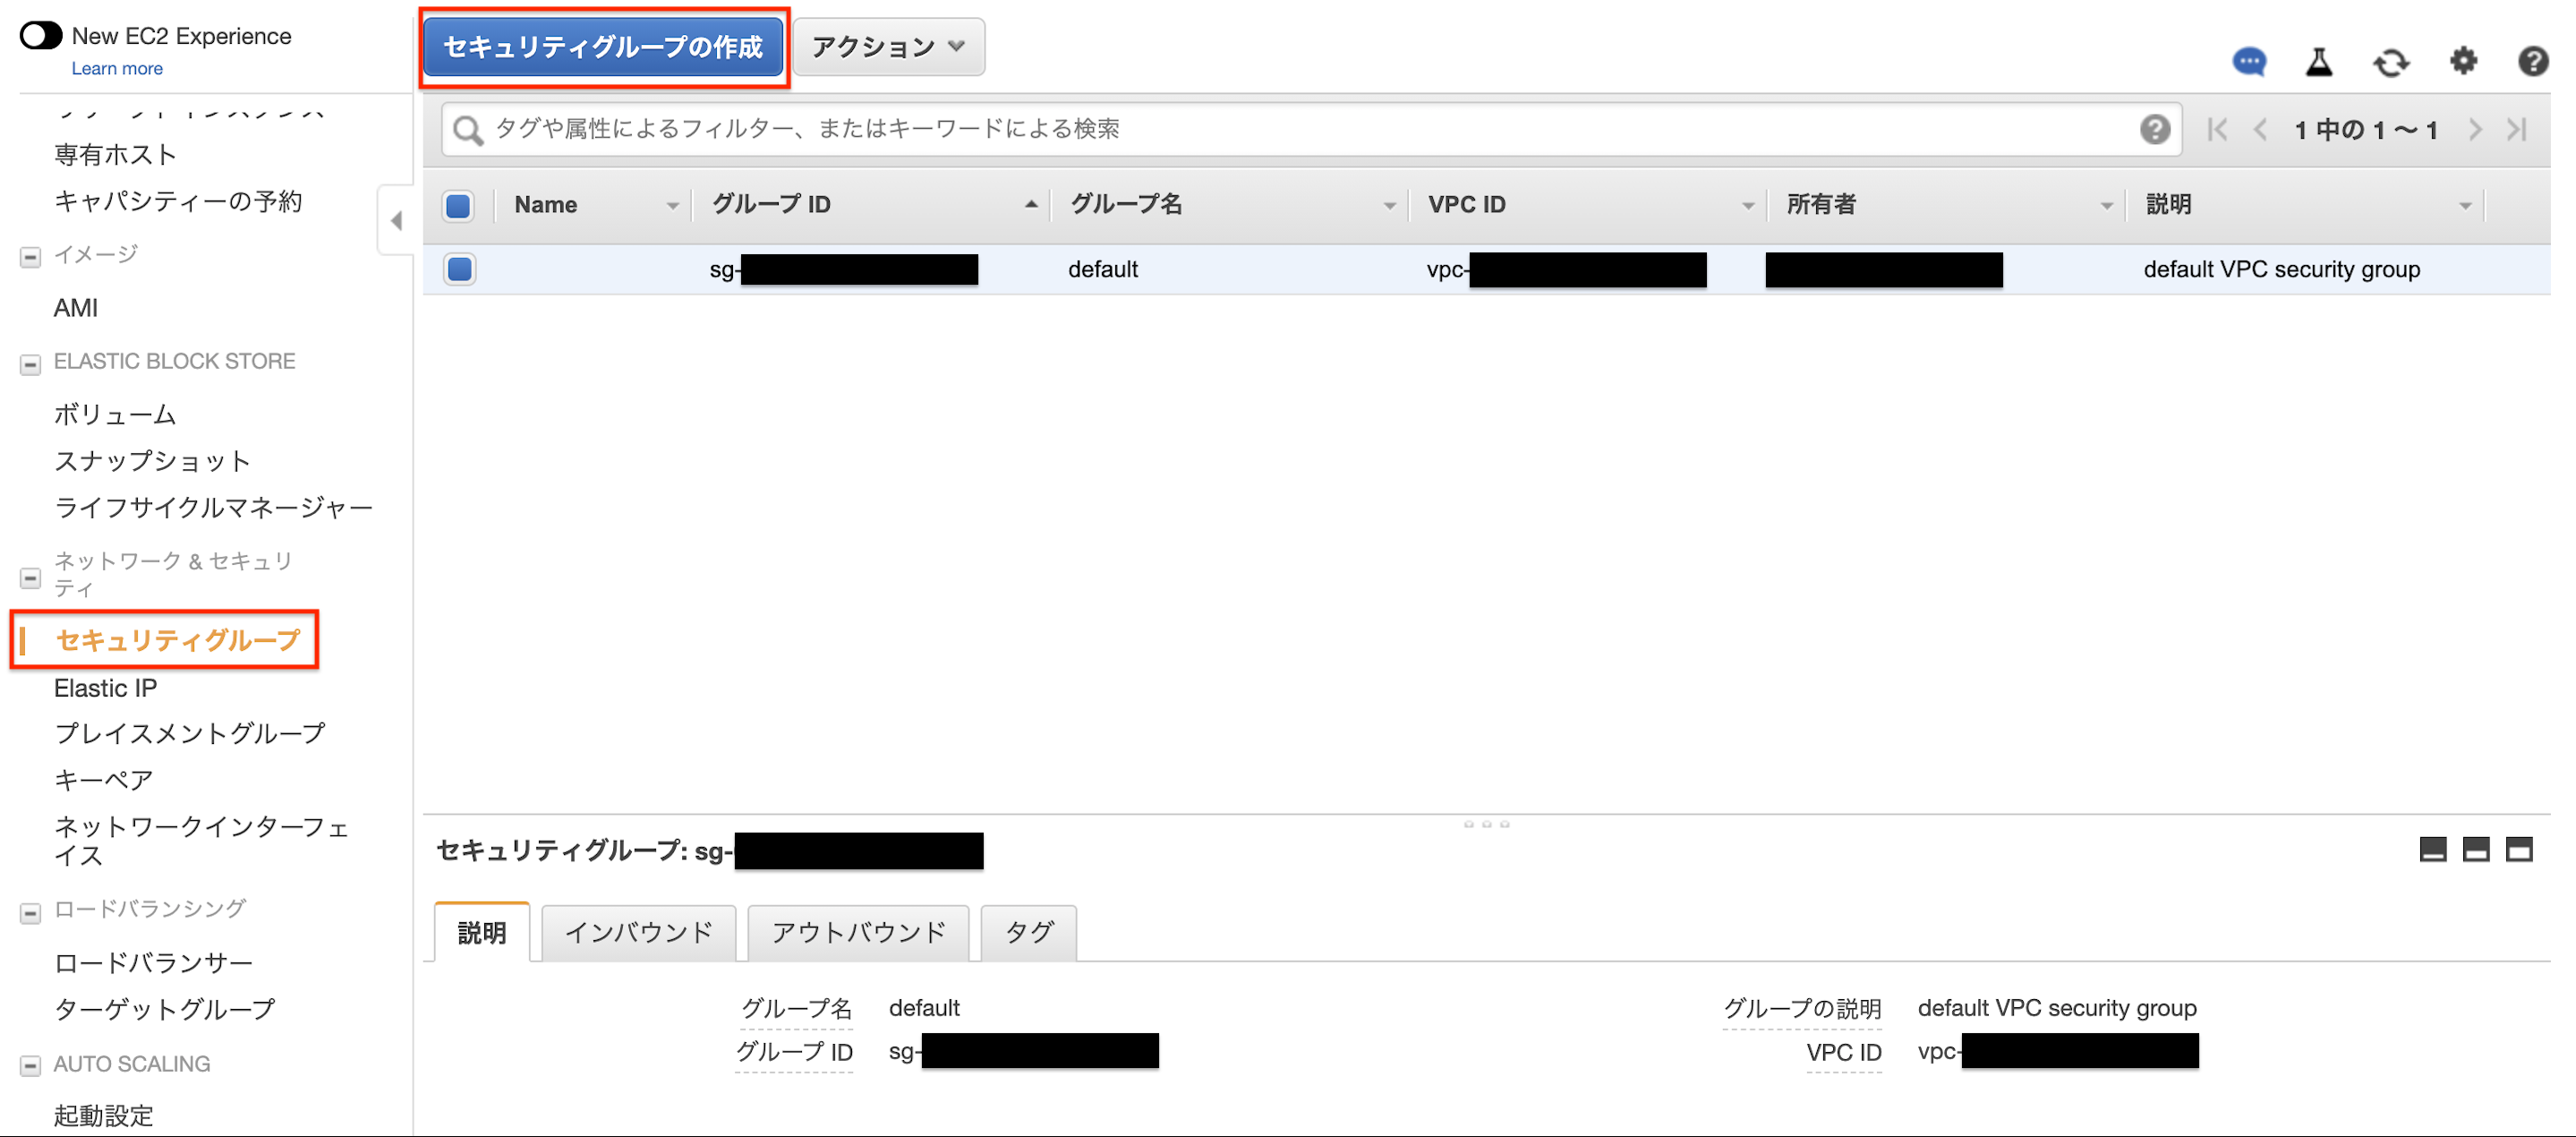 New EC2 Experience
Learn more
専有ホスト
キャパシティーの予約
イメージ
AMI
ELASTIC BLOCK STORE
ボリューム
スナップショット
ライフサイクルマネージャー
ネットワーク & セキュリ
ティ
セキュリティグループ
Elastic IP
プレイスメントグループ
キーペア
ネットワークインターフェ
イス
ロードバランシング
ロードバランサー
ターゲットグループ
AUTO SCALING
起動設定
セキュリティグループの作成 アクション
タグや属性によるフィルター、またはキーワードによる検索 1 中の 1 ～ 1
Name グループ ID グループ名 VPC ID 所有者 説明
sg- default vpc- default VPC security group
セキュリティグループ: sg-
説明 インバウンド アウトバウンド タグ
グループ名 default グループの説明 default VPC security group
グループ ID sg- VPC ID vpc-